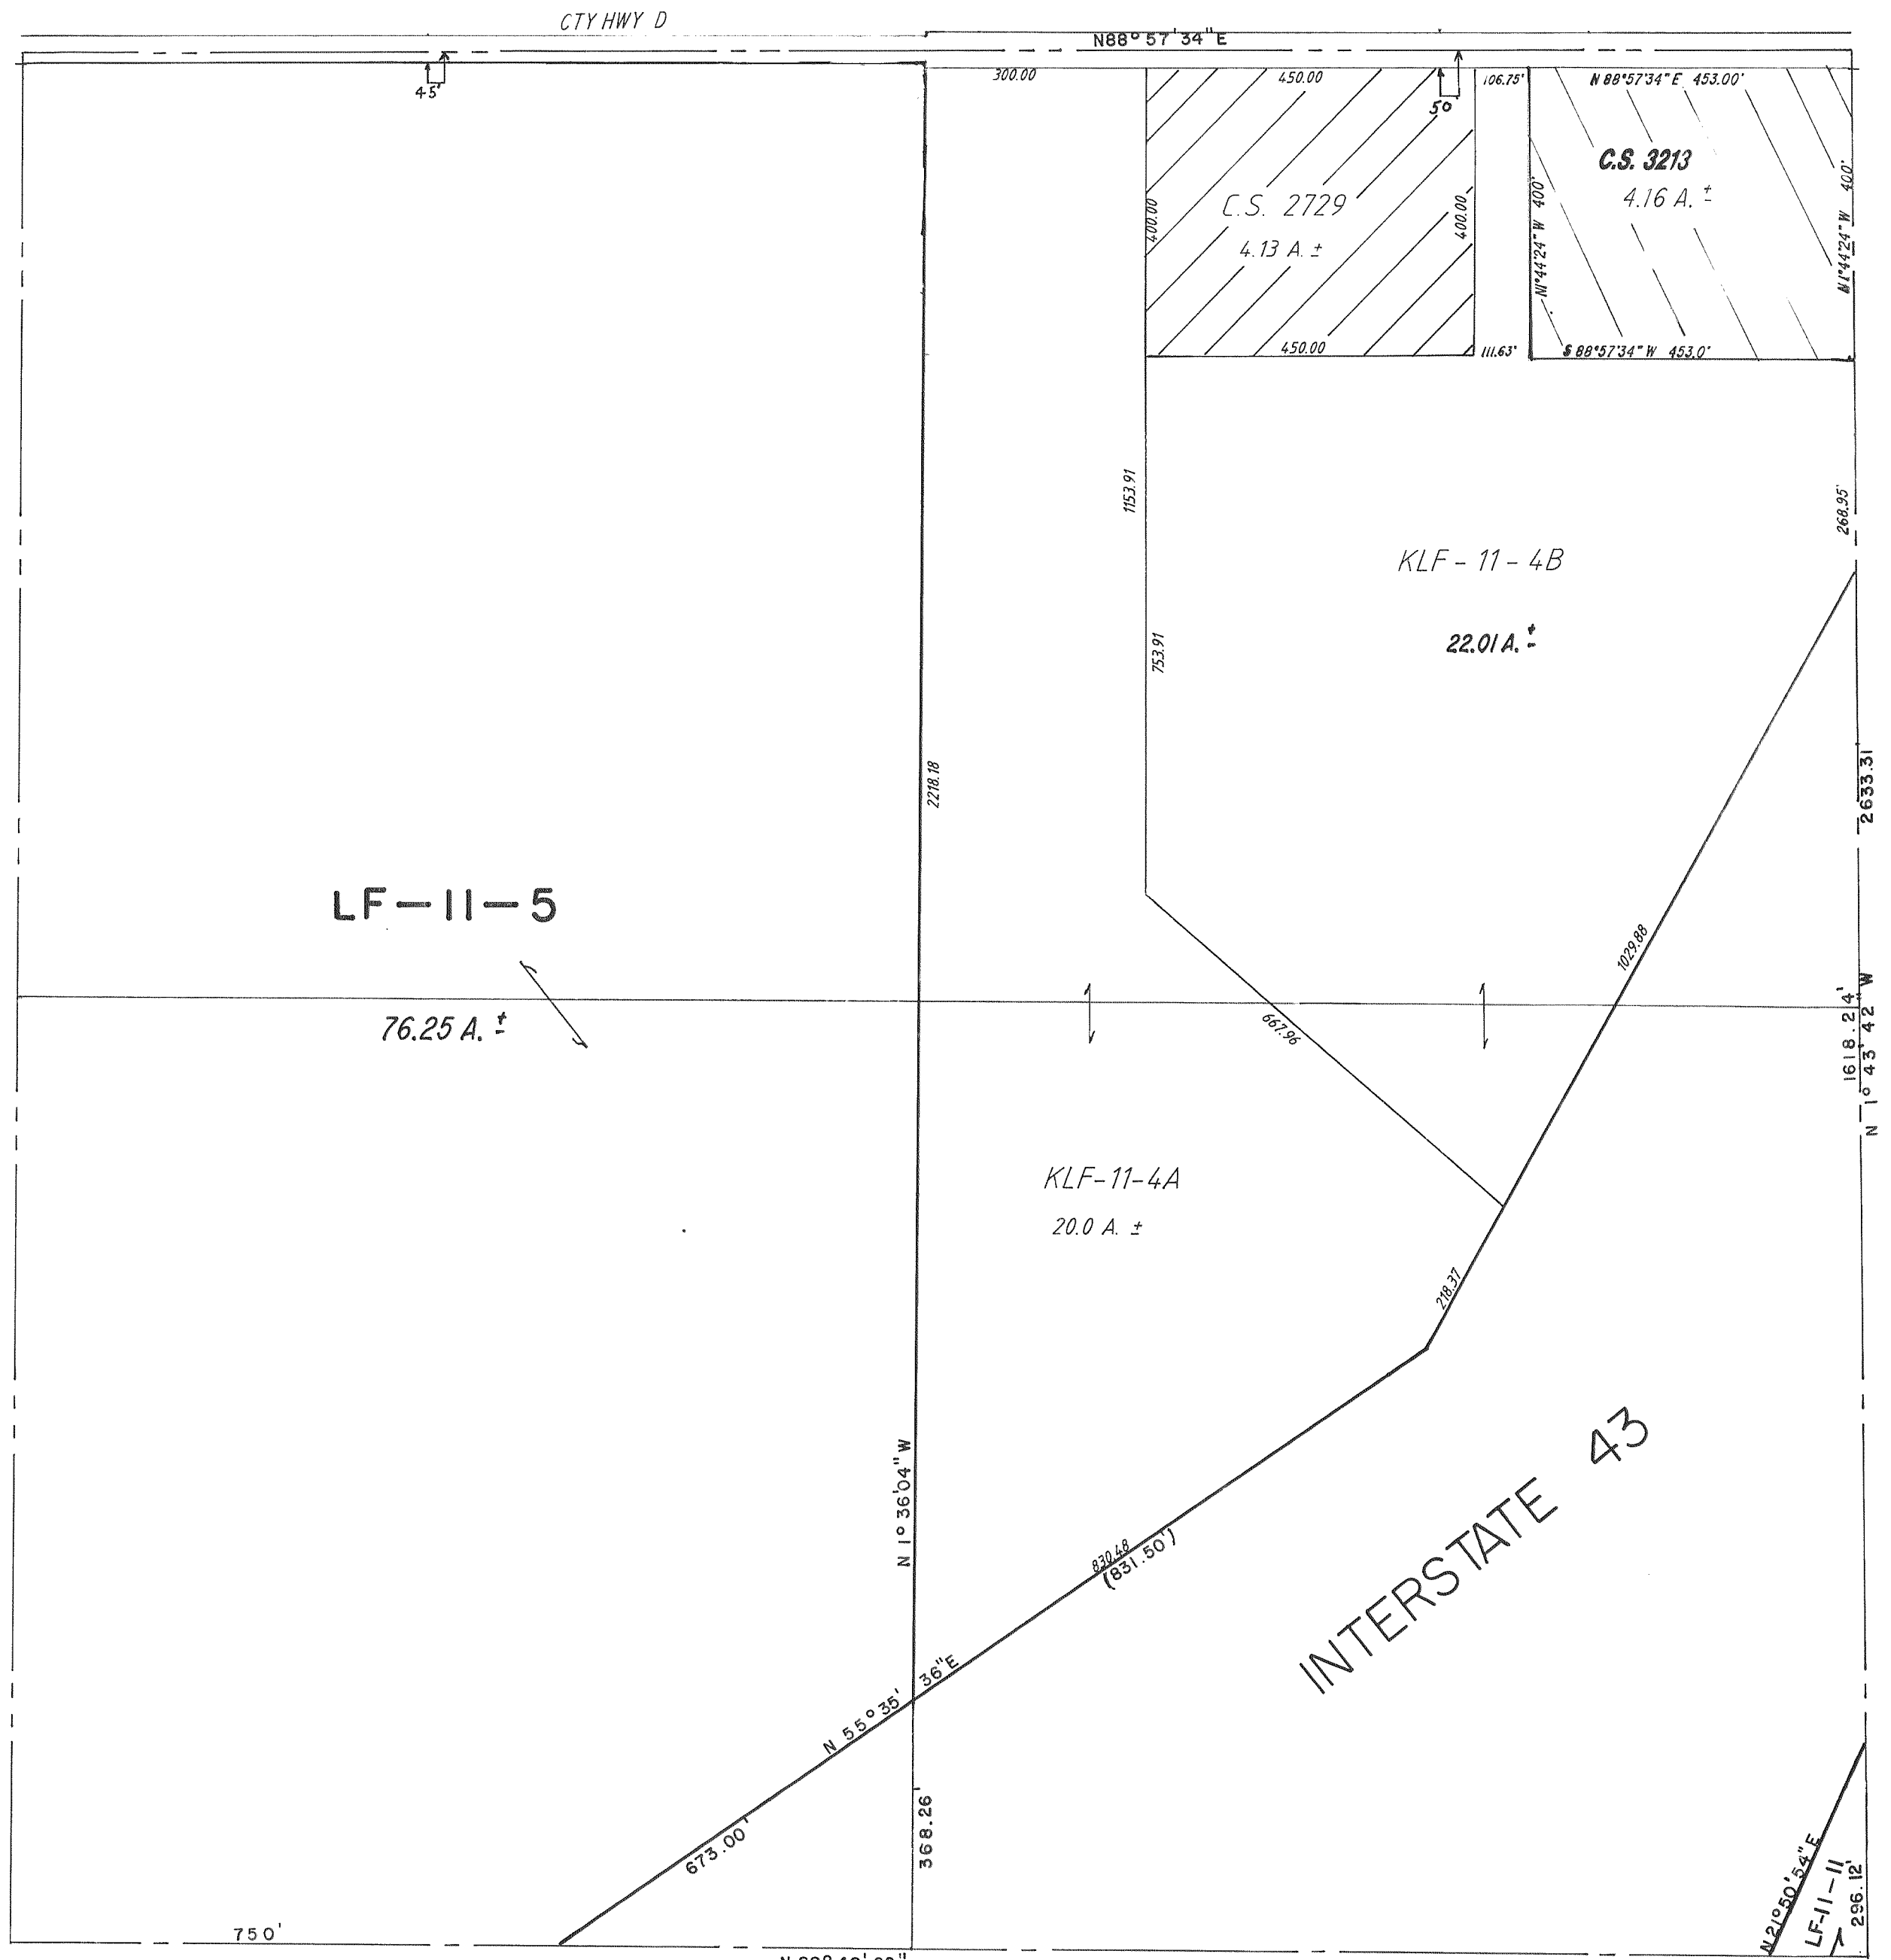 CTY HWY D
N88°57'34"E
45'
300.00
450.00
50'
106.75'
N 88°57'34" E 453.00'
C.S. 3213
4.16 A. ±
C.S. 2729
4.13 A. ±
400.00
400.00
N1°44'24" W 400'
N 1°44'24" W 400'
450.00
111.63'
S 88°57'34" W 453.0'
1153.91
268.95'
KLF - 11 - 4B
22.01 A. ±
753.91
2218.18
2633.31
LF-11-5
76.25 A. ±
1029.88
667.96
1618.24'
N 1° 43' 42" W
KLF-11-4A
20.0 A. ±
218.37
N 1° 36'04" W
830.48
(831.50')
INTERSTATE 43
N 55° 35' 36"E
673.00'
368.26'
N 21° 50' 54" E
LF-11-11
296.12'
750'